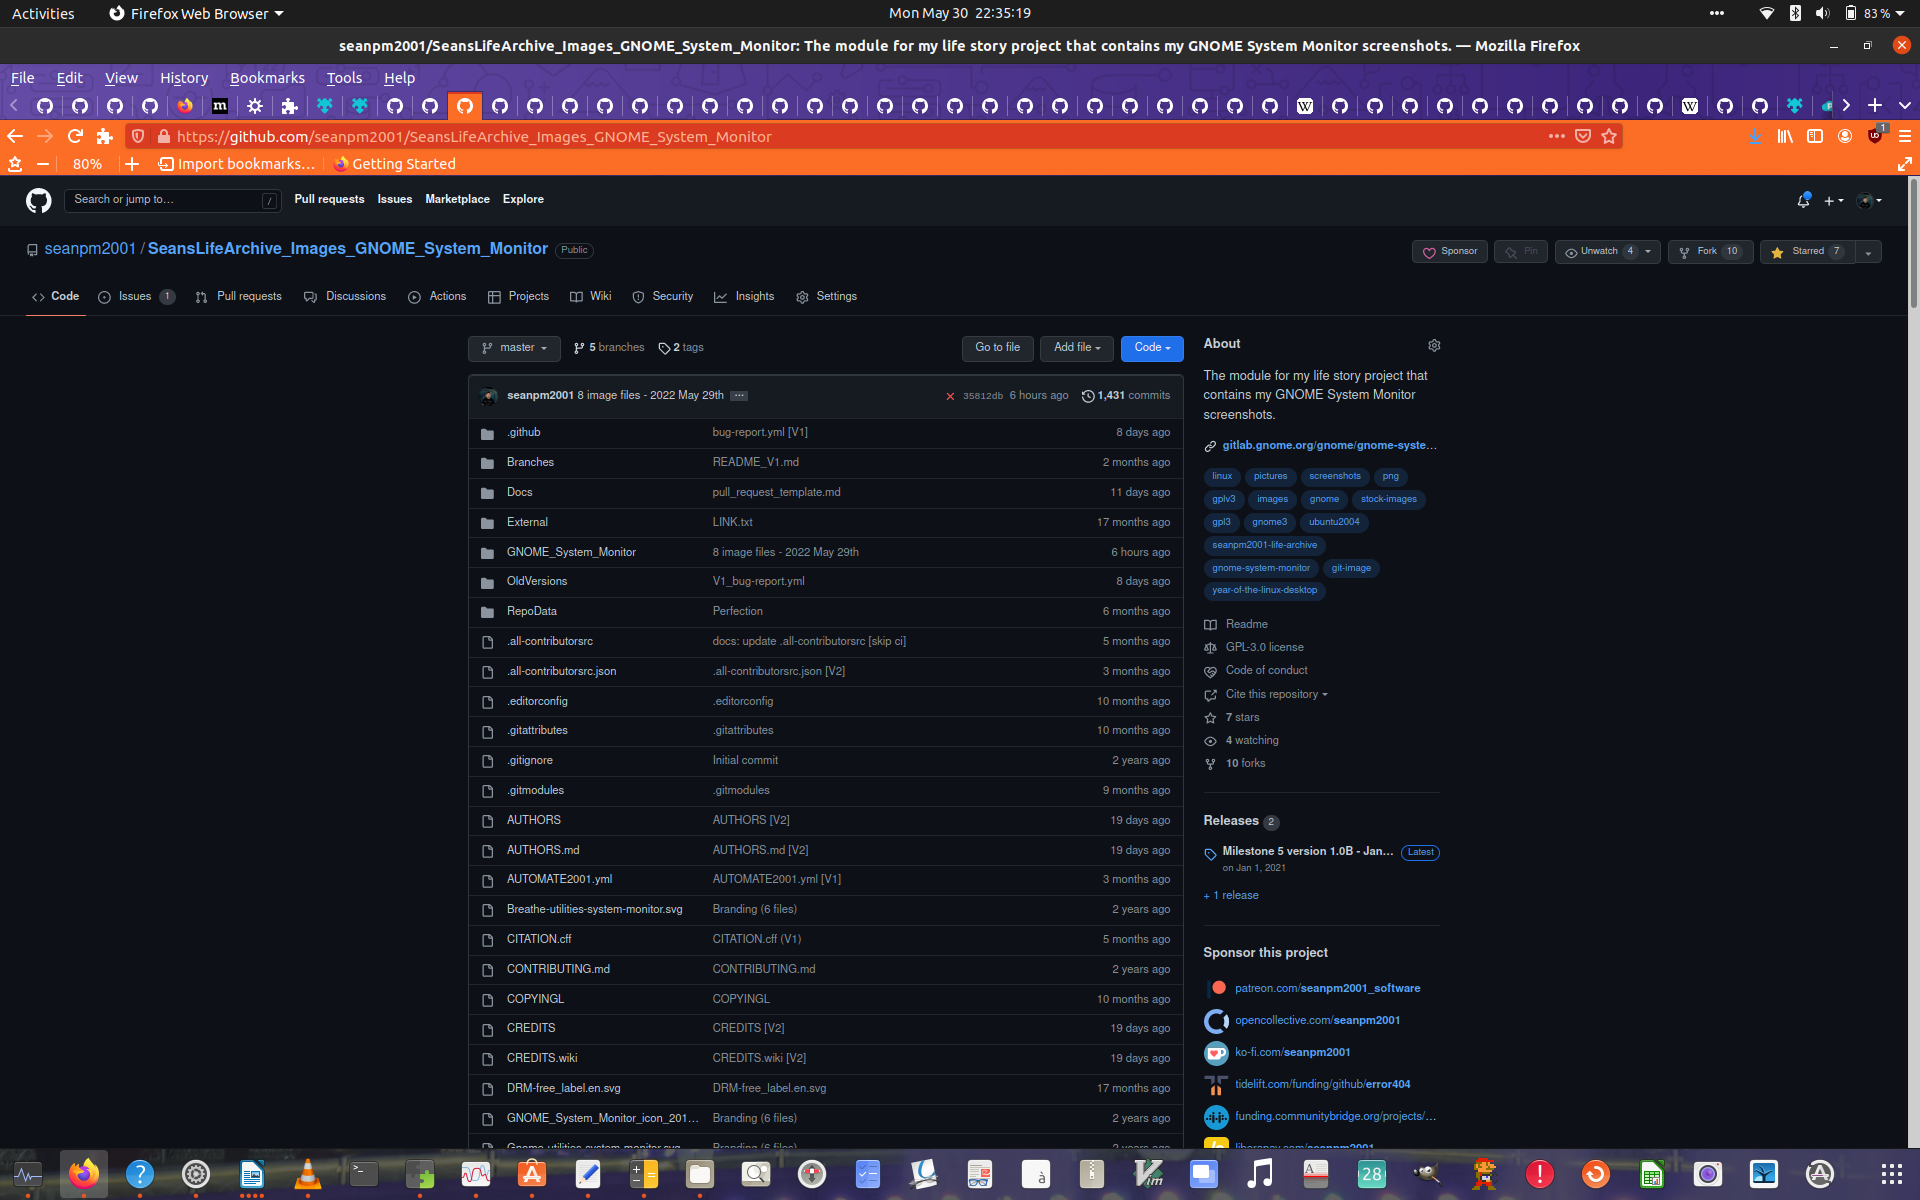 Activities Firefox Web Browser Mon May 30 22:35:19 83 %
seanpm2001/SeansLifeArchive_Images_GNOME_System_Monitor: The module for my life story project that contains my GNOME System Monitor screenshots. — Mozilla Firefox
File Edit View History Bookmarks Tools Help
https://github.com/seanpm2001/SeansLifeArchive_Images_GNOME_System_Monitor 1
80% Import bookmarks... Getting Started
Search or jump to... / Pull requests Issues Marketplace Explore
seanpm2001 / SeansLifeArchive_Images_GNOME_System_Monitor Public
Sponsor Pin Unwatch 4 Fork 10 Starred 7
Code Issues 1 Pull requests Discussions Actions Projects Wiki Security Insights Settings
master 5 branches 2 tags Go to file Add file Code
seanpm2001 8 image files - 2022 May 29th ... 35812db 6 hours ago 1,431 commits
.github bug-report.yml [V1] 8 days ago
Branches README_V1.md 2 months ago
Docs pull_request_template.md 11 days ago
External LINK.txt 17 months ago
GNOME_System_Monitor 8 image files - 2022 May 29th 6 hours ago
OldVersions V1_bug-report.yml 8 days ago
RepoData Perfection 6 months ago
.all-contributorsrc docs: update .all-contributorsrc [skip ci] 5 months ago
.all-contributorsrc.json .all-contributorsrc.json [V2] 3 months ago
.editorconfig .editorconfig 10 months ago
.gitattributes .gitattributes 10 months ago
.gitignore Initial commit 2 years ago
.gitmodules .gitmodules 9 months ago
AUTHORS AUTHORS [V2] 19 days ago
AUTHORS.md AUTHORS.md [V2] 19 days ago
AUTOMATE2001.yml AUTOMATE2001.yml [V1] 3 months ago
Breathe-utilities-system-monitor.svg Branding (6 files) 2 years ago
CITATION.cff CITATION.cff (V1) 5 months ago
CONTRIBUTING.md CONTRIBUTING.md 2 years ago
COPYINGL COPYINGL 10 months ago
CREDITS CREDITS [V2] 19 days ago
CREDITS.wiki CREDITS.wiki [V2] 19 days ago
DRM-free_label.en.svg DRM-free_label.en.svg 17 months ago
GNOME_System_Monitor_icon_201... Branding (6 files) 2 years ago
Gnome-utilities-system-monitor.svg Branding (6 files) 2 years ago
About
The module for my life story project that
contains my GNOME System Monitor
screenshots.
gitlab.gnome.org/gnome/gnome-syste...
linux pictures screenshots png
gplv3 images gnome stock-images
gpl3 gnome3 ubuntu2004
seanpm2001-life-archive
gnome-system-monitor git-image
year-of-the-linux-desktop
Readme
GPL-3.0 license
Code of conduct
Cite this repository
7 stars
4 watching
10 forks
Releases 2
Milestone 5 version 1.0B - Jan... Latest
on Jan 1, 2021
+ 1 release
Sponsor this project
patreon.com/seanpm2001_software
opencollective.com/seanpm2001
ko-fi.com/seanpm2001
tidelift.com/funding/github/error404
funding.communitybridge.org/projects/...
liberapay.com/seanpm2001
28